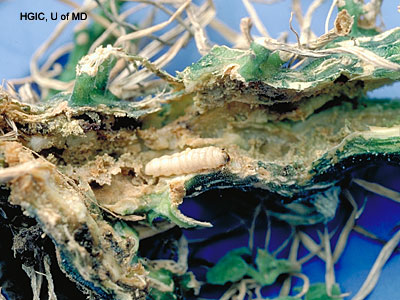 HGIC, U of MD